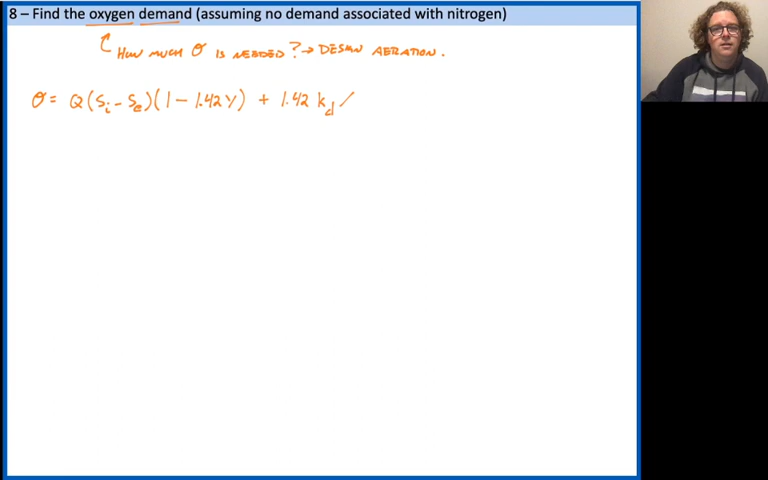 8 – Find the oxygen demand (assuming no demand associated with nitrogen)
HOW MUCH O IS NEEDED? → DESIGN AERATION.
O = Q(Si - Se)(1 - 1.42Y) + 1.42 kd